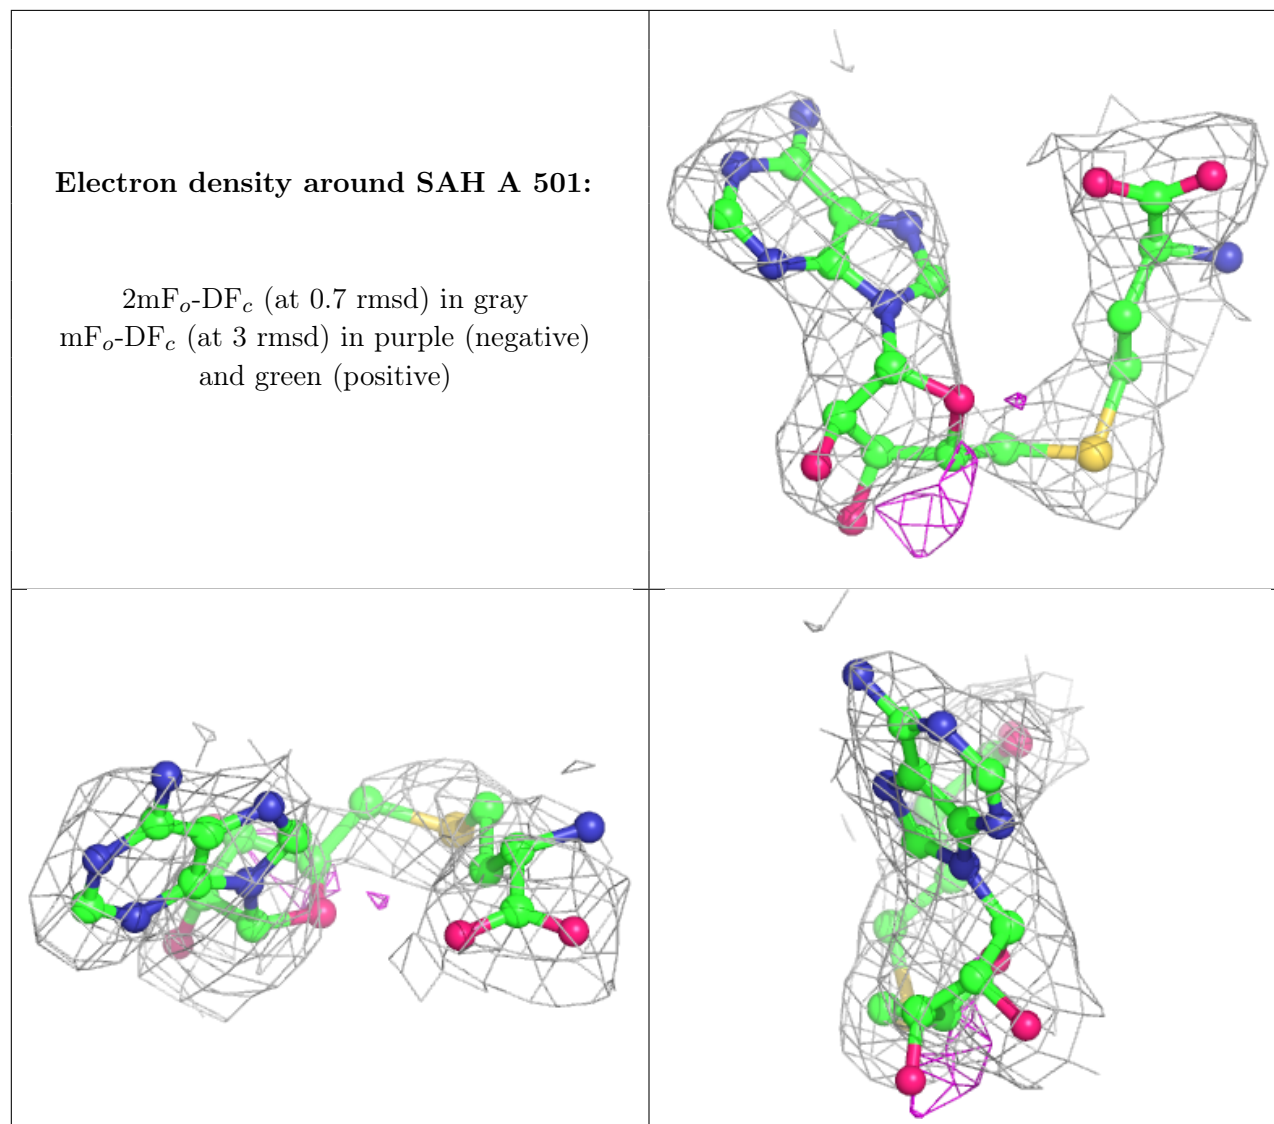 Electron density around SAH A 501:
2mFo-DFc (at 0.7 rmsd) in gray
mFo-DFc (at 3 rmsd) in purple (negative)
and green (positive)